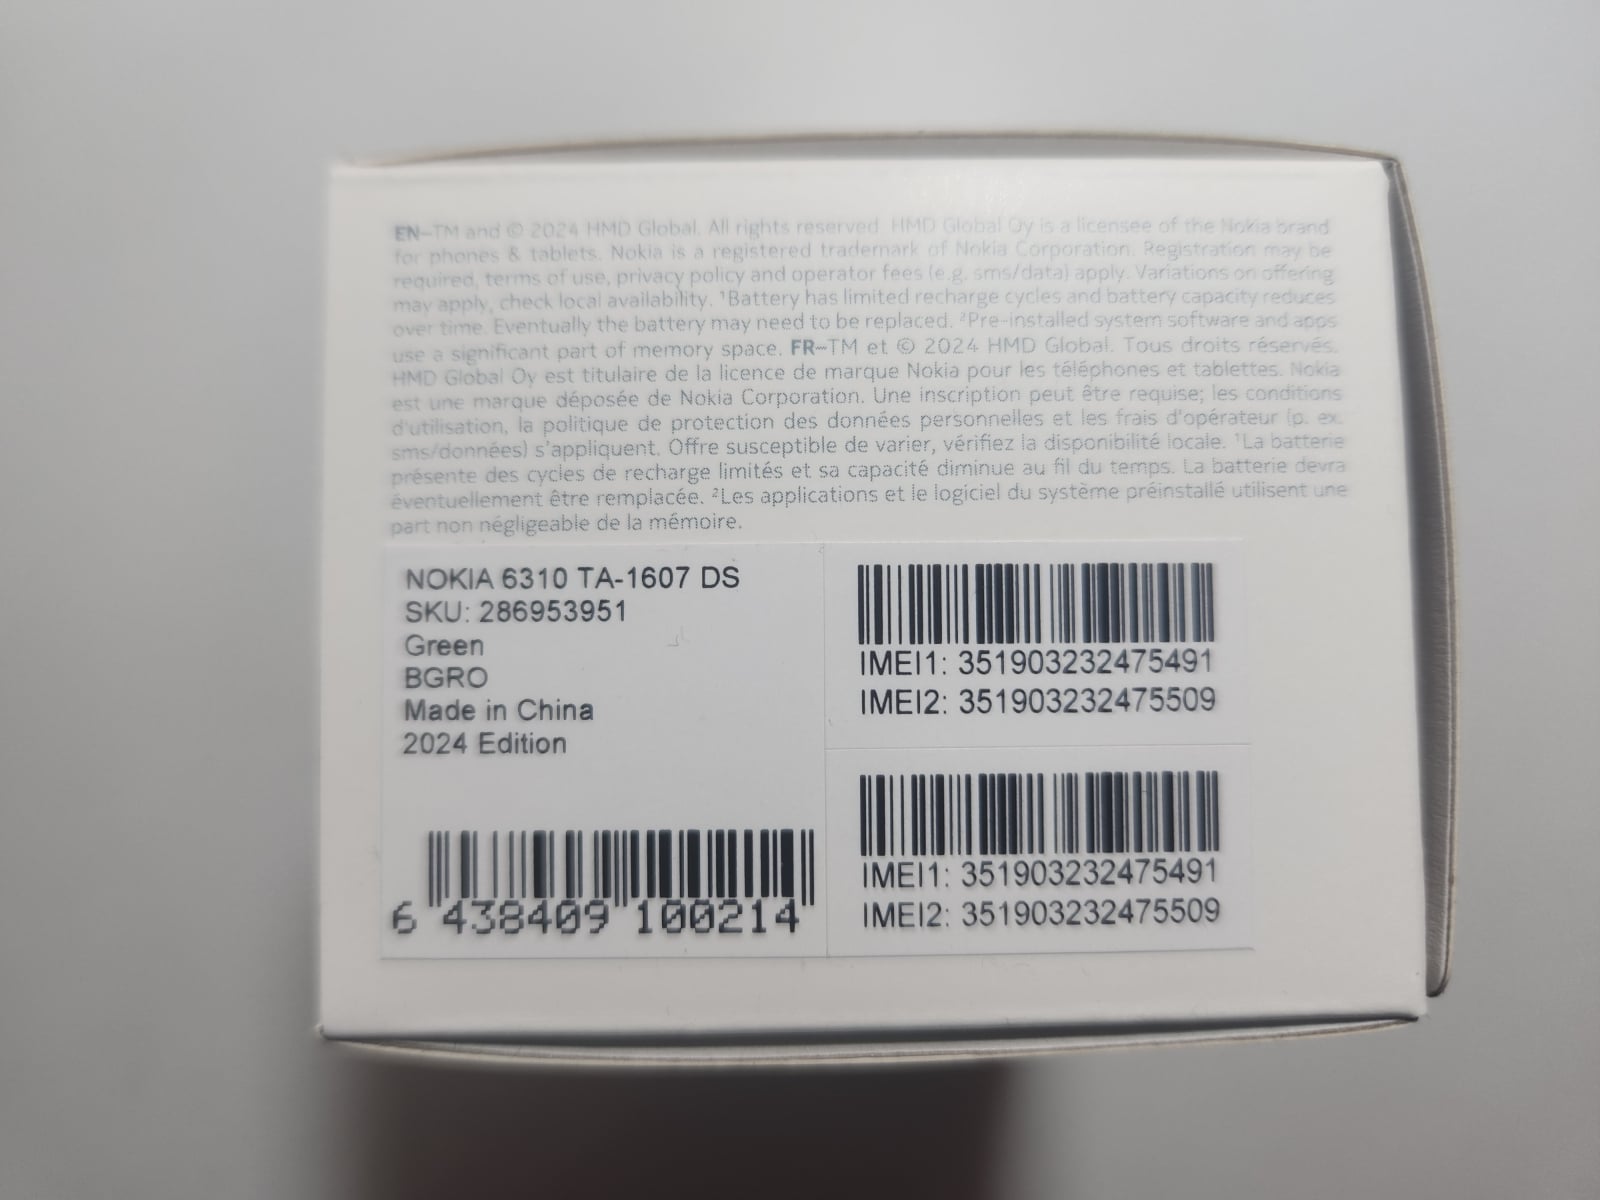 EN–TM and © 2024 HMD Global. All rights reserved. HMD Global Oy is a licensee of the Nokia brand
for phones & tablets. Nokia is a registered trademark of Nokia Corporation. Registration may be
required, terms of use, privacy policy and operator fees (e.g. sms/data) apply. Variations on offering
may apply, check local availability. ¹Battery has limited recharge cycles and battery capacity reduces
over time. Eventually the battery may need to be replaced. ²Pre-installed system software and apps
use a significant part of memory space. FR–TM et © 2024 HMD Global. Tous droits réservés.
HMD Global Oy est titulaire de la licence de marque Nokia pour les téléphones et tablettes. Nokia
est une marque déposée de Nokia Corporation. Une inscription peut être requise; les conditions
d'utilisation, la politique de protection des données personnelles et les frais d'opérateur (p. ex.
sms/données) s'appliquent. Offre susceptible de varier, vérifiez la disponibilité locale. ¹La batterie
présente des cycles de recharge limités et sa capacité diminue au fil du temps. La batterie devra
éventuellement être remplacée. ²Les applications et le logiciel du système préinstallé utilisent une
part non négligeable de la mémoire.
NOKIA 6310 TA-1607 DS
SKU: 286953951
Green
BGRO
Made in China
2024 Edition
6 438409 100214
IMEI1: 351903232475491
IMEI2: 351903232475509
IMEI1: 351903232475491
IMEI2: 351903232475509